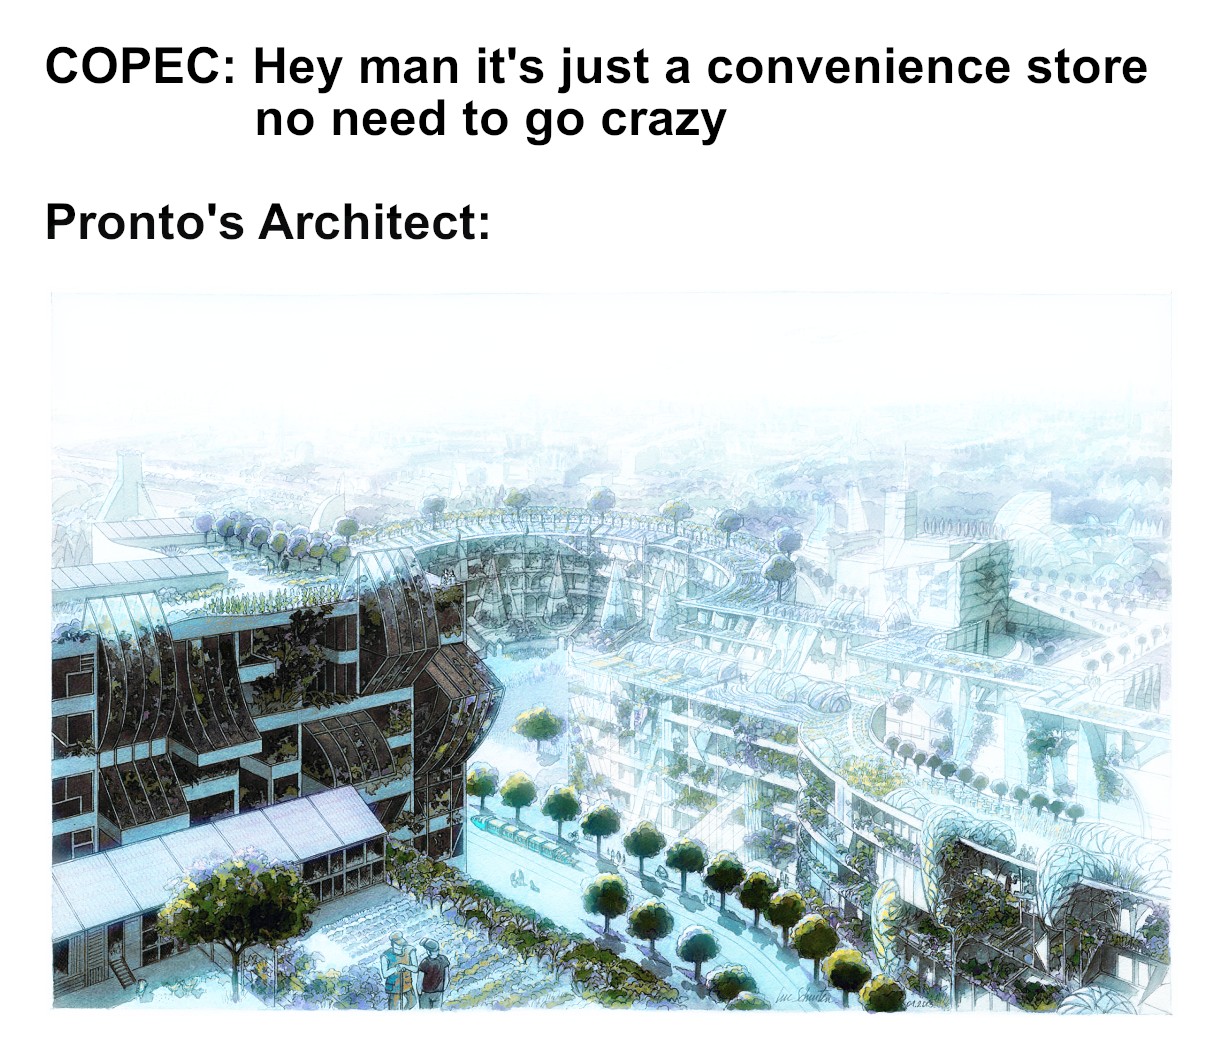 COPEC: Hey man it's just a convenience store
no need to go crazy
Pronto's Architect: